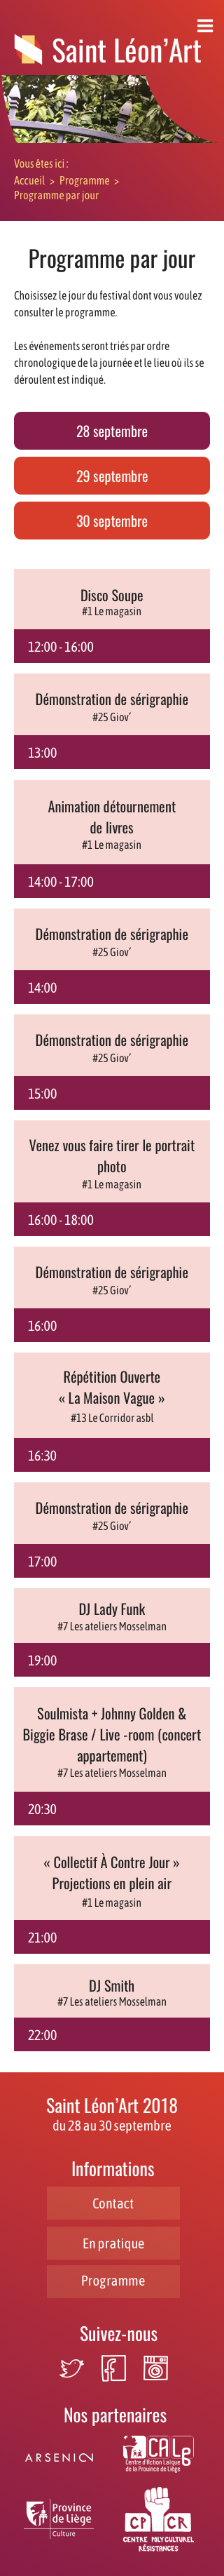 Saint Léon’Art
Vous êtes ici :
Accueil > Programme >
Programme par jour
Programme par jour
Choisissez le jour du festival dont vous voulez
consulter le programme.
Les événements seront triés par ordre
chronologique de la journée et le lieu où ils se
déroulent est indiqué.
28 septembre
29 septembre
30 septembre
Disco Soupe
#1 Le magasin
12:00 - 16:00
Démonstration de sérigraphie
#25 Giov’
13:00
Animation détournement
de livres
#1 Le magasin
14:00 - 17:00
Démonstration de sérigraphie
#25 Giov’
14:00
Démonstration de sérigraphie
#25 Giov’
15:00
Venez vous faire tirer le portrait
photo
#1 Le magasin
16:00 - 18:00
Démonstration de sérigraphie
#25 Giov’
16:00
Répétition Ouverte
« La Maison Vague »
#13 Le Corridor asbl
16:30
Démonstration de sérigraphie
#25 Giov’
17:00
DJ Lady Funk
#7 Les ateliers Mosselman
19:00
Soulmista + Johnny Golden &
Biggie Brase / Live -room (concert
appartement)
#7 Les ateliers Mosselman
20:30
« Collectif À Contre Jour »
Projections en plein air
#1 Le magasin
21:00
DJ Smith
#7 Les ateliers Mosselman
22:00
Saint Léon’Art 2018
du 28 au 30 septembre
Informations
Contact
En pratique
Programme
Suivez-nous
Nos partenaires
ARSENIC2
CALg
Centre d’Action Laïque
de la Province de Liège
Province
de Liège
Culture
CPCR
CENTRE POLYCULTUREL
RÉSISTANCES